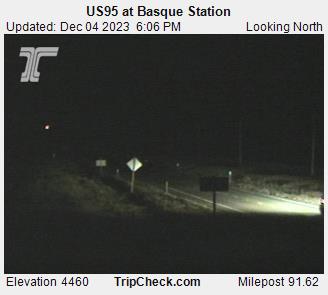 US95 at Basque Station
Updated: Dec 04 2023 6:06 PM Looking North
Elevation 4460 TripCheck.com Milepost 91.62